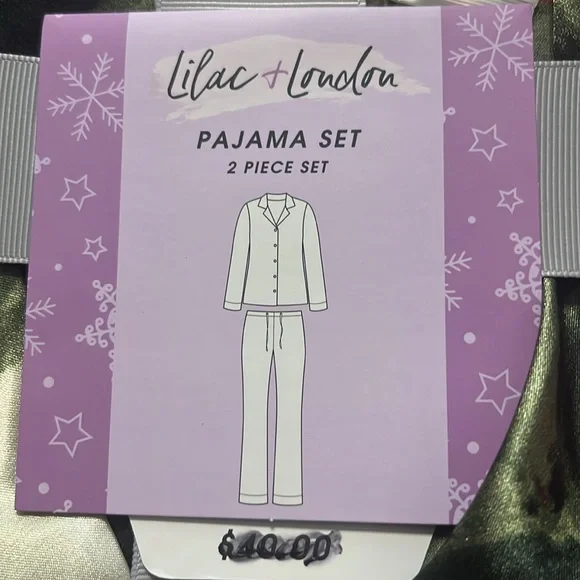 Lilac + London
PAJAMA SET
2 PIECE SET
$40.00